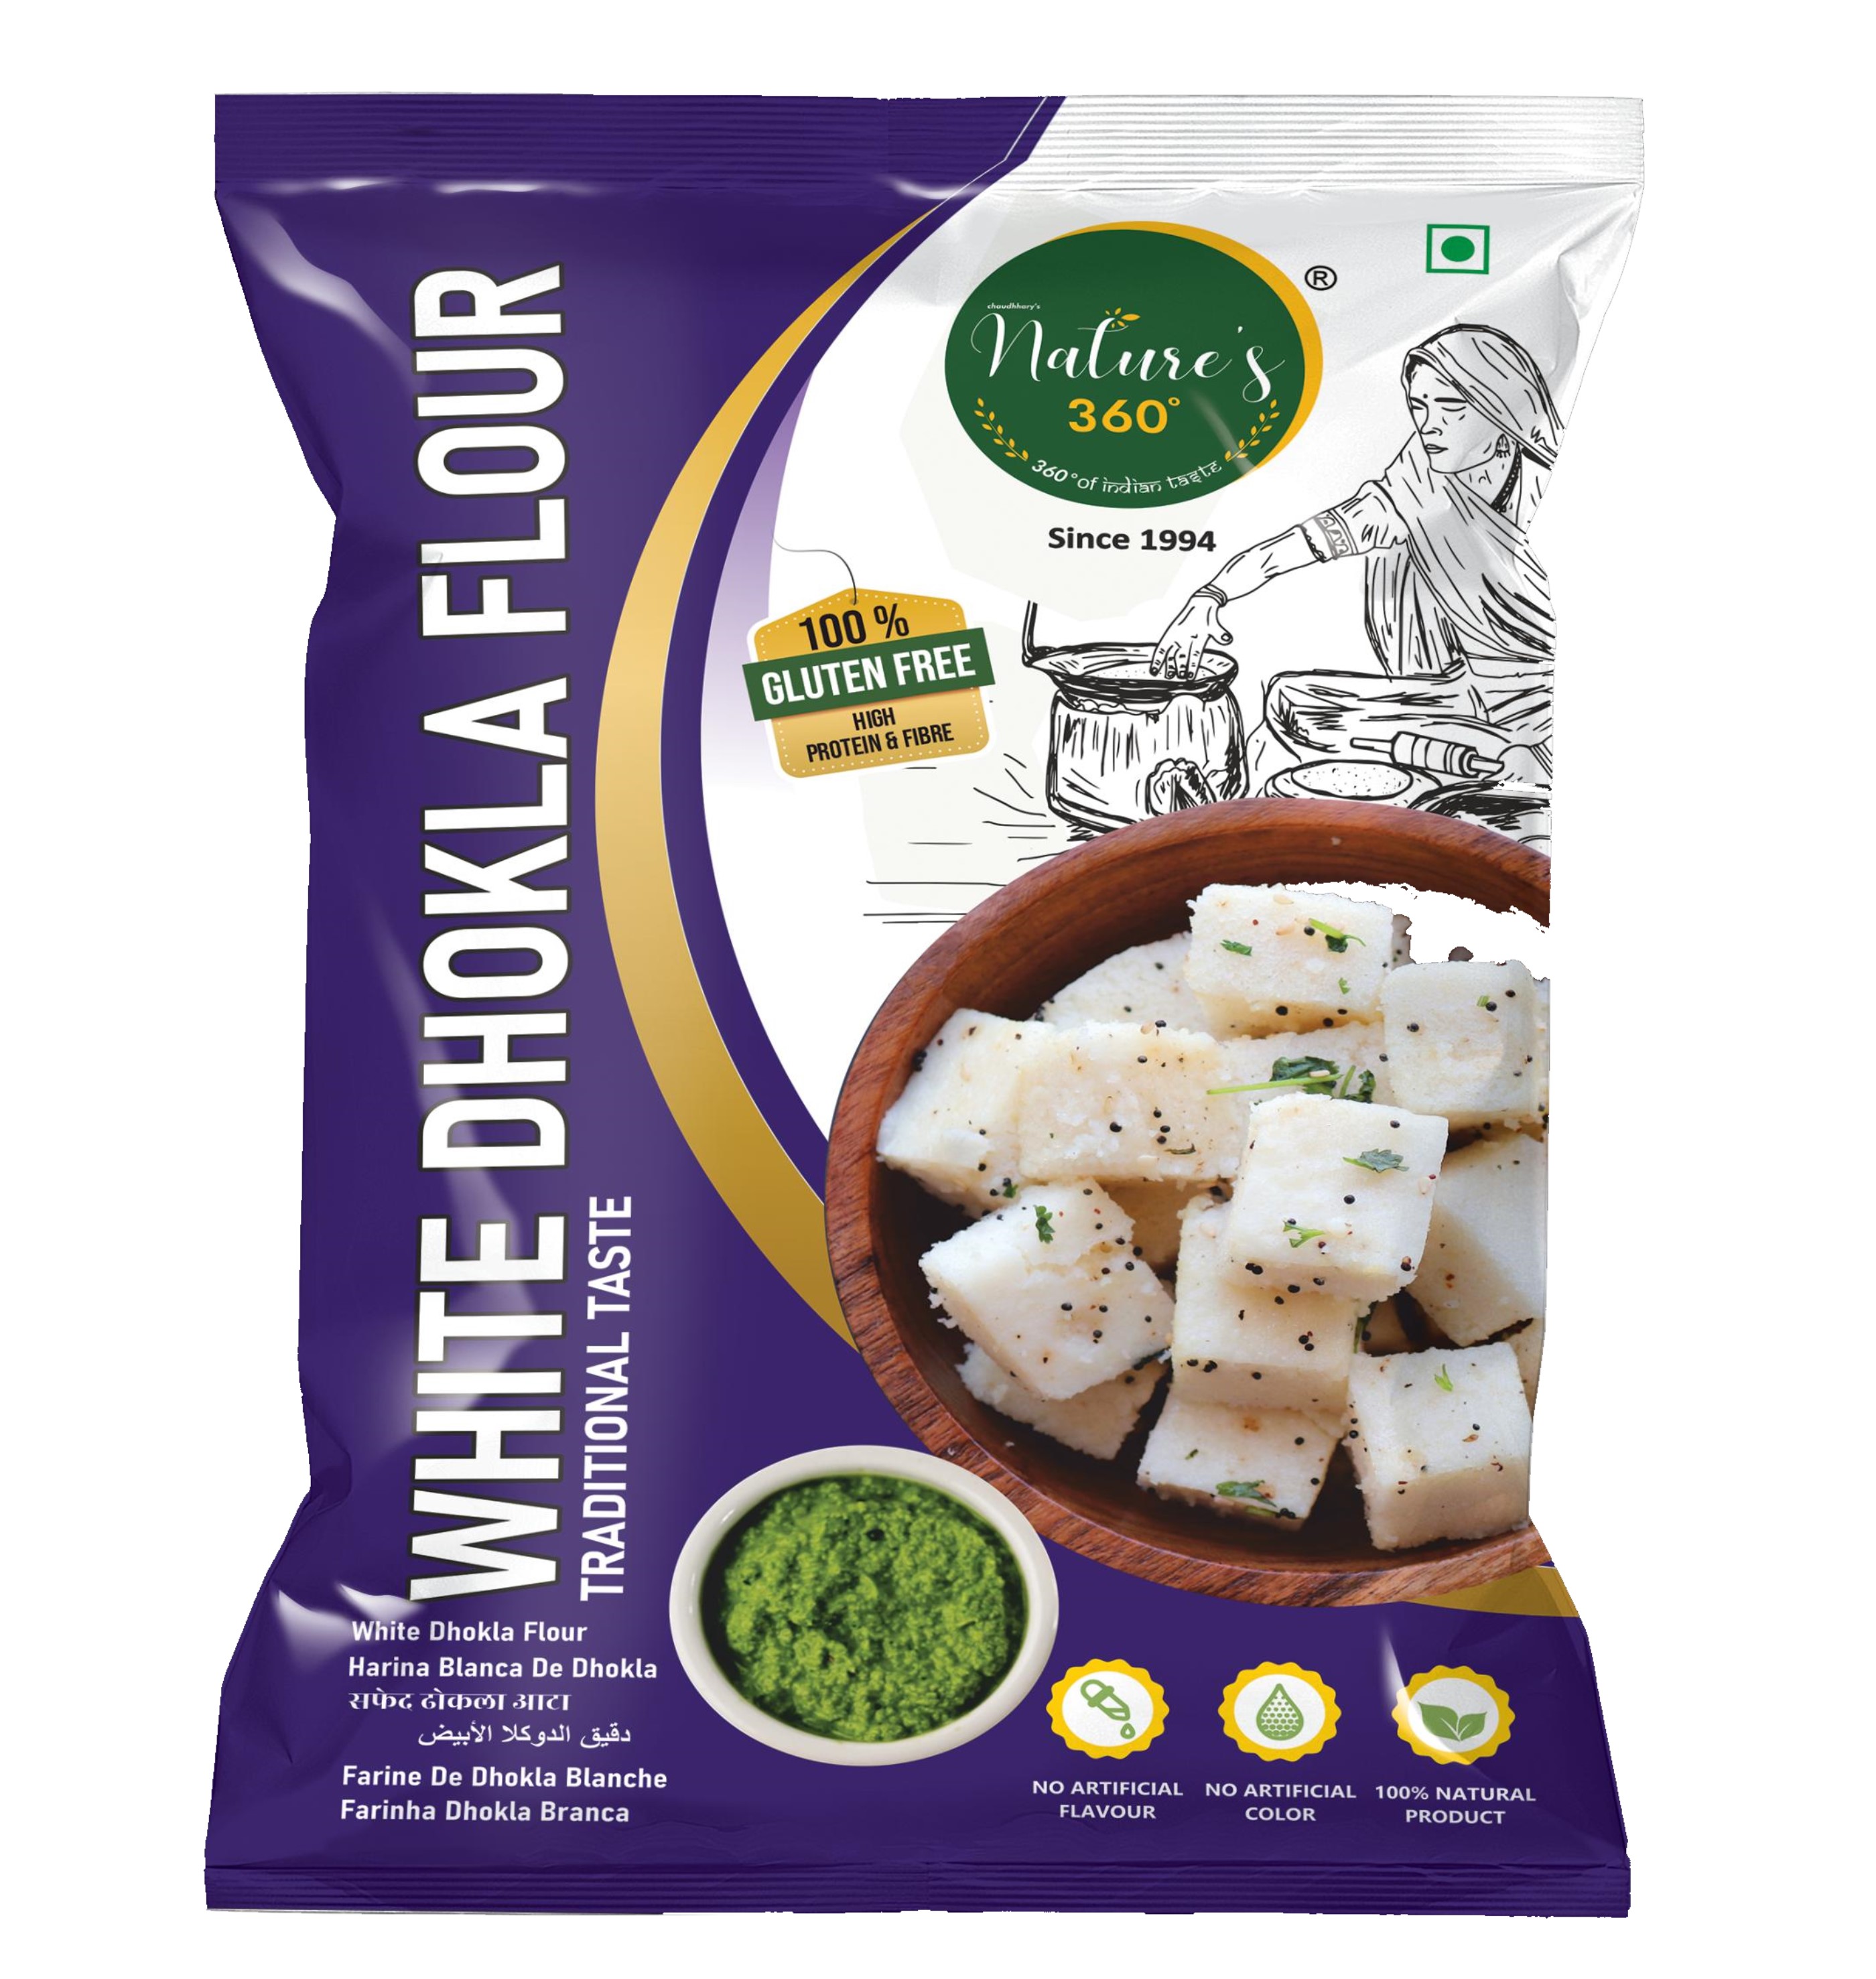 WHITE DHOKLA FLOUR
TRADITIONAL TASTE
chaudhhary's
Nature's
360°
360° of indian taste
®
Since 1994
100 %
GLUTEN FREE
HIGH
PROTEIN & FIBRE
White Dhokla Flour
Harina Blanca De Dhokla
सफेद ढोकला आटा
دقيق الدوكلا الأبيض
Farine De Dhokla Blanche
Farinha Dhokla Branca
NO ARTIFICIAL
FLAVOUR
NO ARTIFICIAL
COLOR
100% NATURAL
PRODUCT